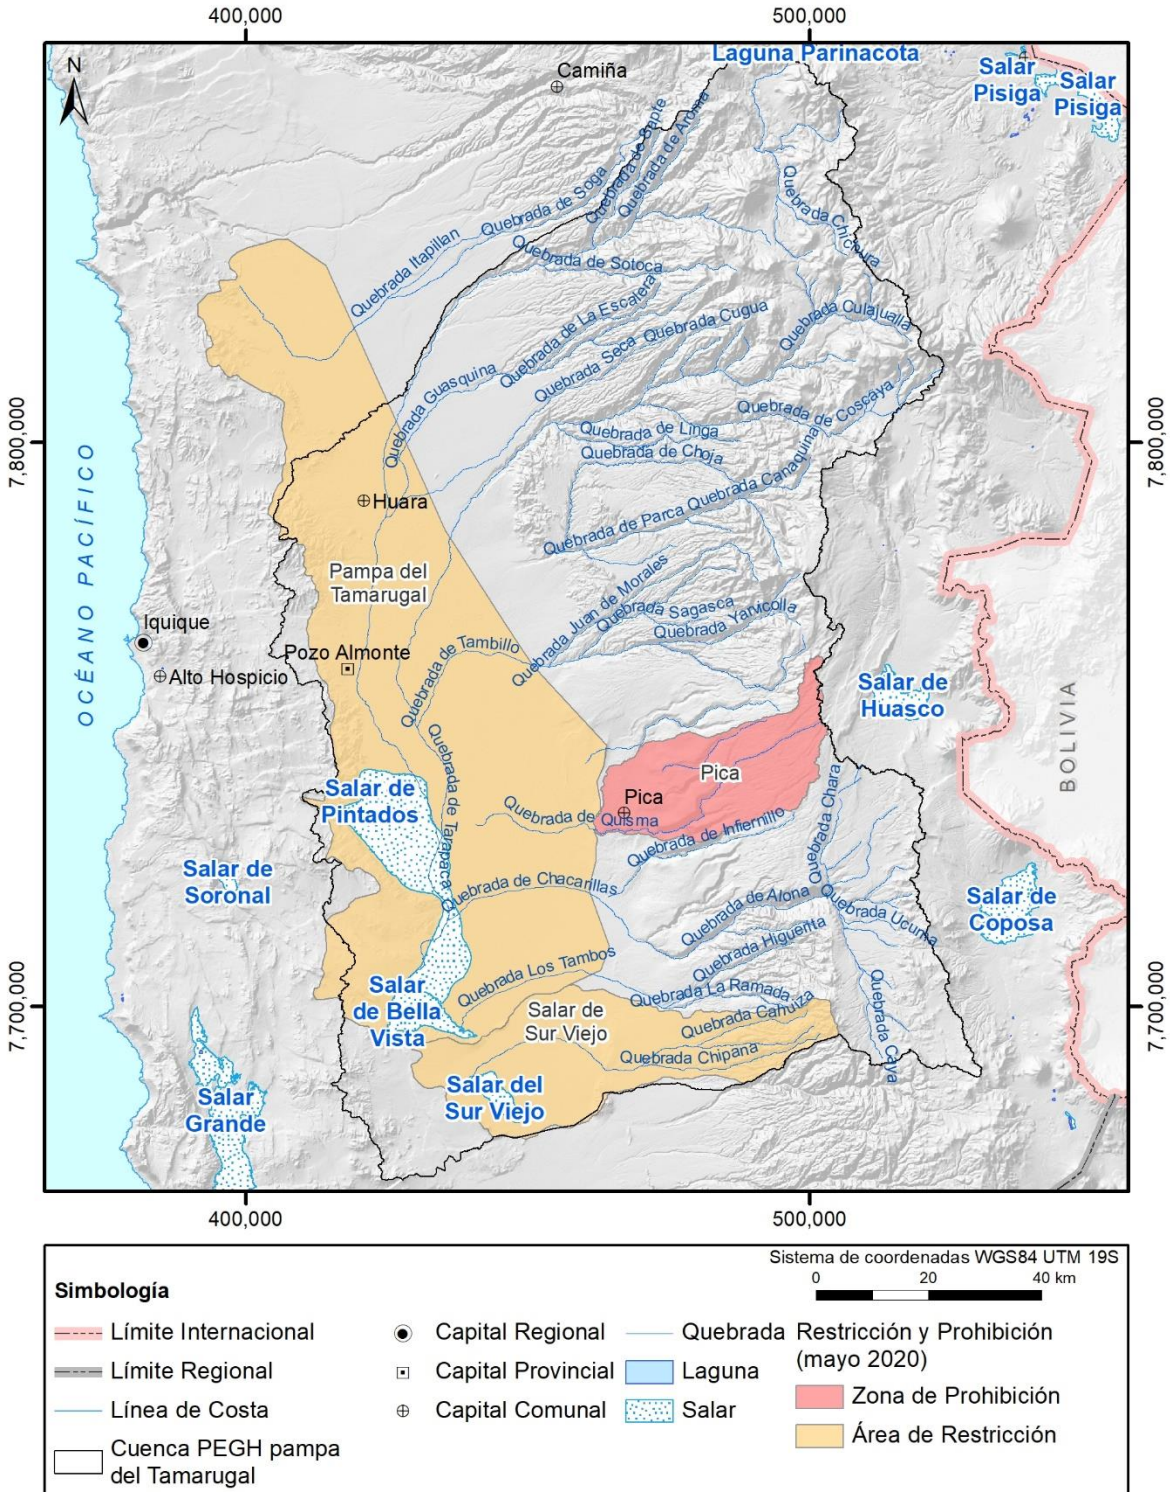 400,000
500,000
N
Laguna Parinacota
Camiña
Salar
Pisiga
Salar
Pisiga
Quebrada de Sapte
Quebrada de Aroma
Quebrada de Soga
Quebrada Chichura
Quebrada Itapillan
Quebrada de Sotoca
Quebrada de La Escalera
Quebrada Culajualla
Quebrada Seca
Quebrada Cugua
Quebrada Guasquina
Quebrada de Coscaya
7,800,000
7,800,000
Quebrada de Linga
Quebrada de Choja
Quebrada Canaquina
Huara
Quebrada de Parca
OCÉANO PACÍFICO
Pampa del
Tamarugal
Quebrada Juan de Morales
Quebrada Sagasca
Quebrada Yarvicolla
Iquique
Quebrada de Tambillo
Pozo Almonte
Alto Hospicio
Salar de
Huasco
BOLIVIA
Quebrada de Tarapaca
Pica
Salar de
Pintados
Pica
Quebrada Chara
Quebrada de Quisma
Quebrada de Infiernillo
Salar de
Soronal
Quebrada de Chacarillas
Quebrada de Alona
Quebrada Ucuma
Salar de
Coposa
Quebrada Higuerita
Quebrada Los Tambos
Salar
de Bella
Vista
Quebrada La Ramada
7,700,000
7,700,000
Salar de
Sur Viejo
Quebrada Cahuiza
Quebrada Caya
Quebrada Chipana
Salar
Grande
Salar del
Sur Viejo
400,000
500,000
Sistema de coordenadas WGS84 UTM 19S
0 20 40 km
Simbología
Límite Internacional
Capital Regional
Quebrada
Restricción y Prohibición
(mayo 2020)
Límite Regional
Capital Provincial
Laguna
Zona de Prohibición
Línea de Costa
Capital Comunal
Salar
Área de Restricción
Cuenca PEGH pampa
del Tamarugal